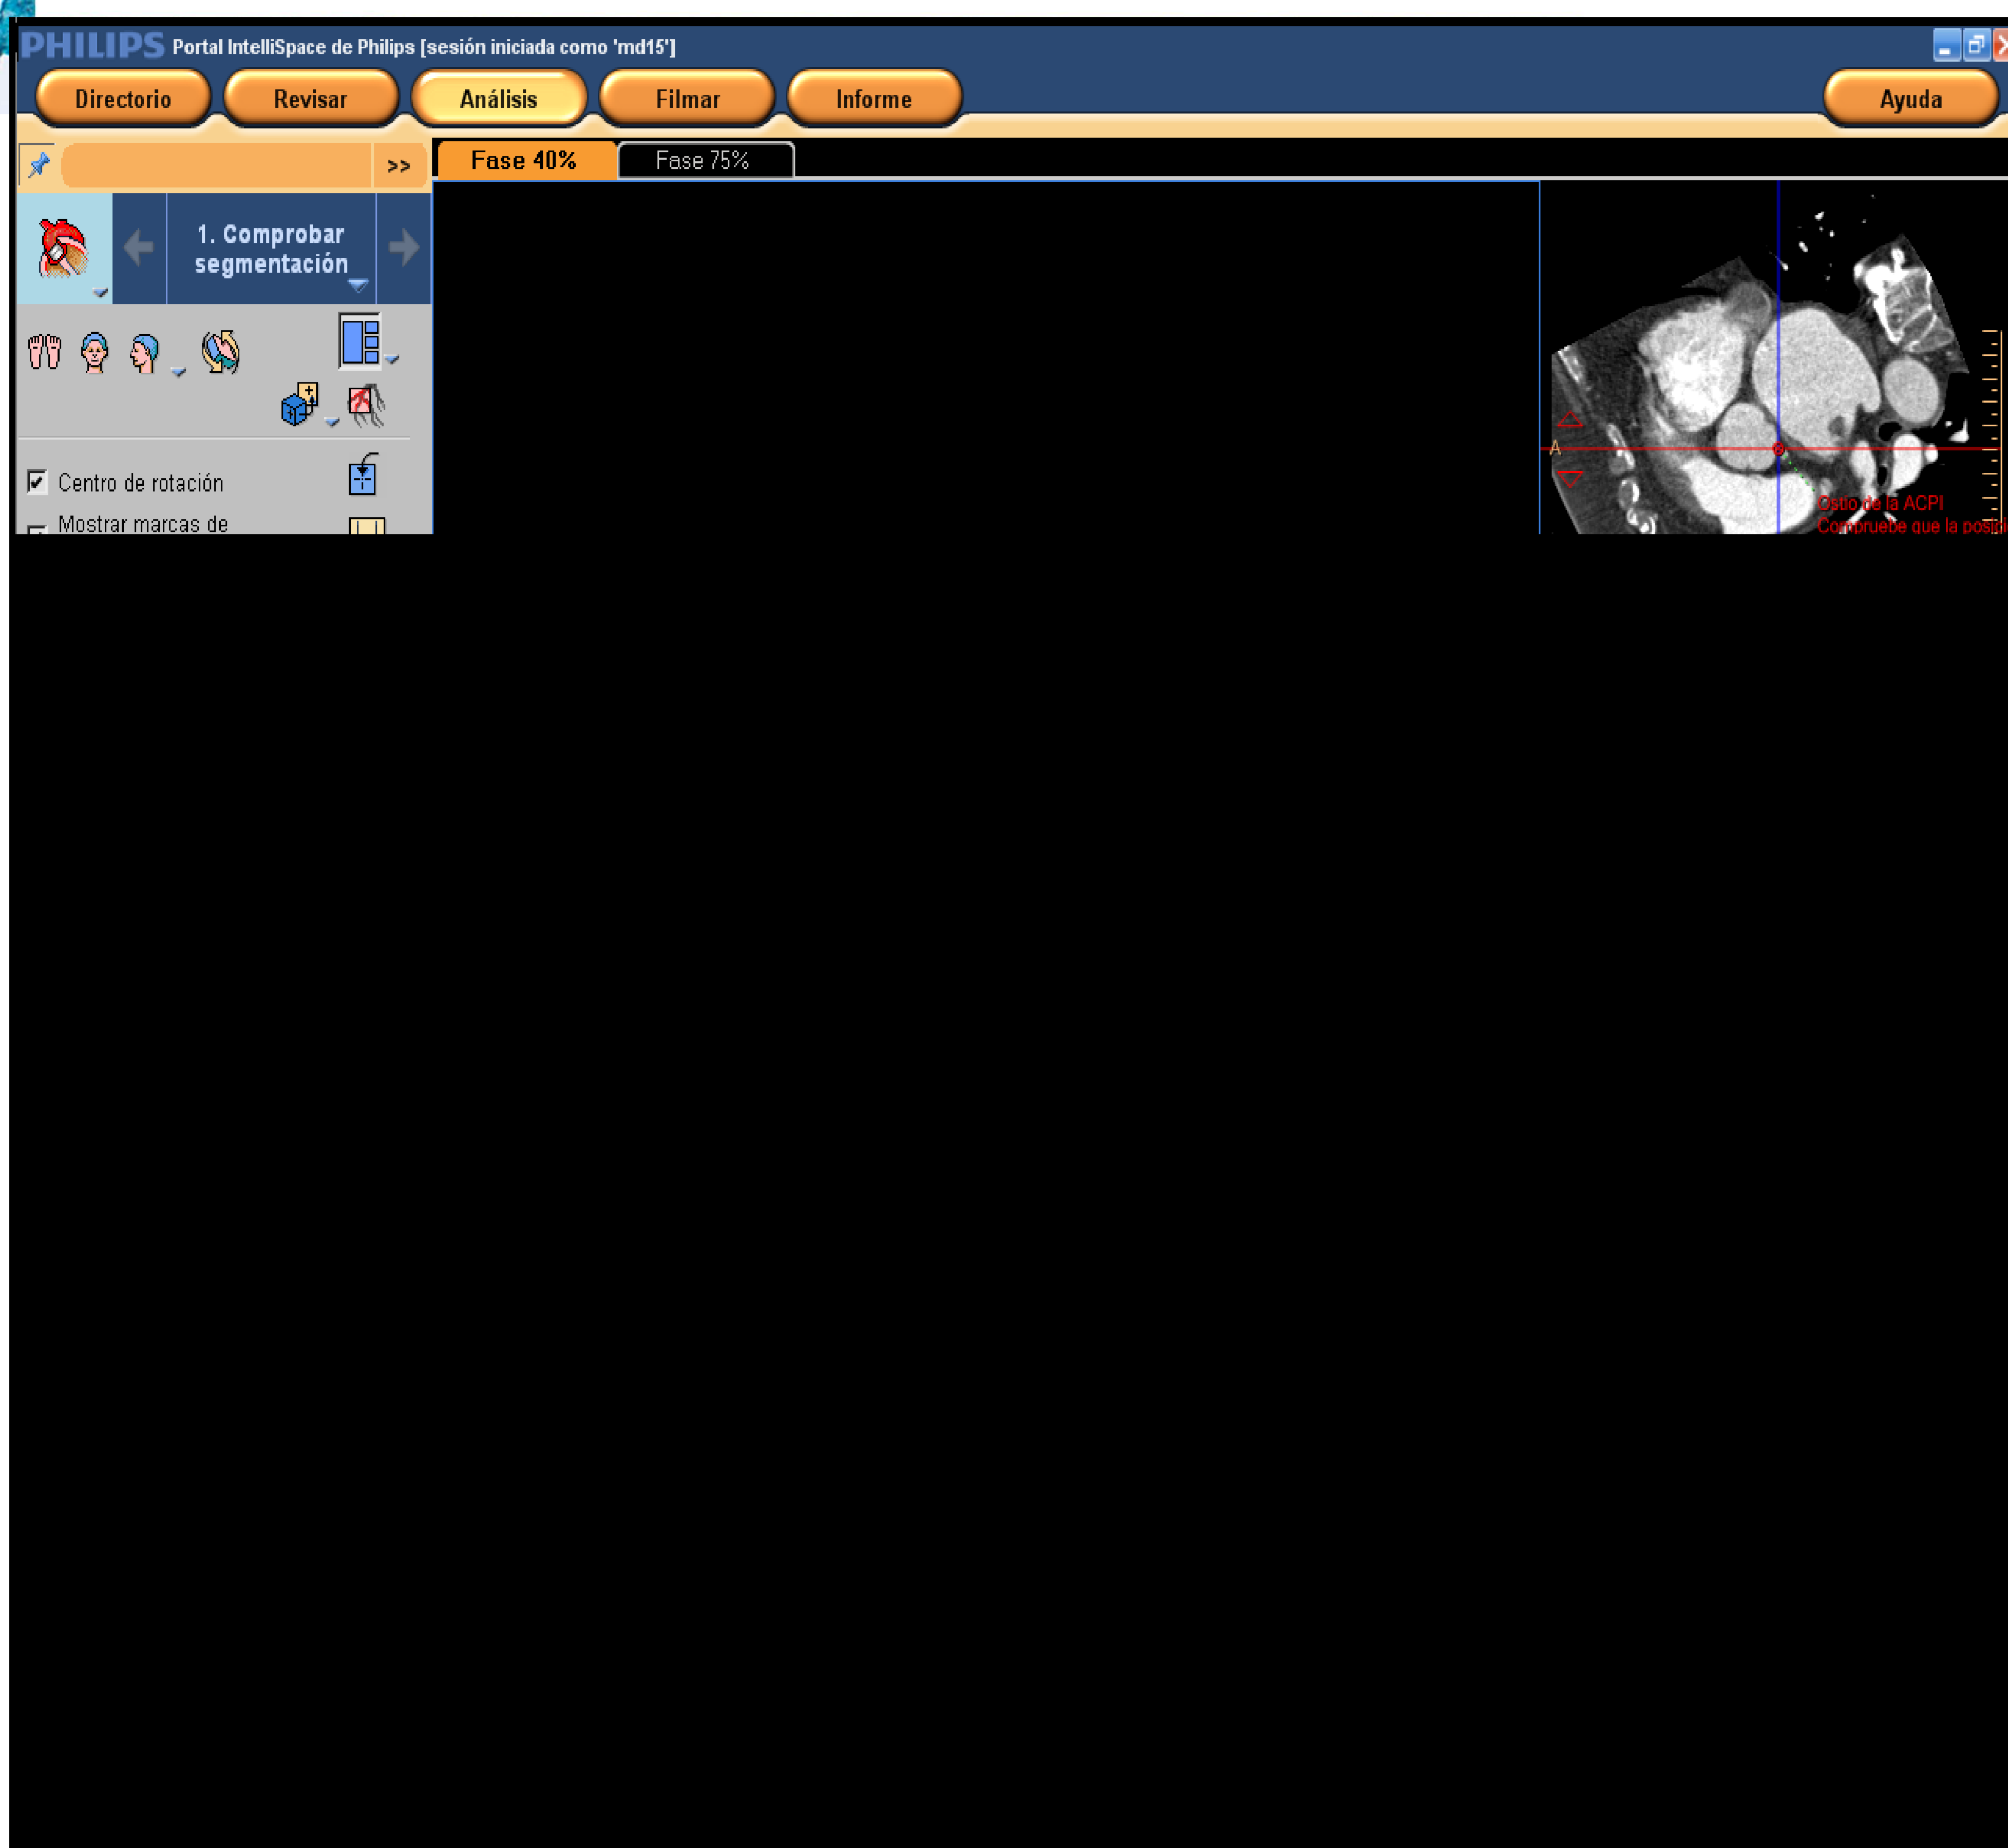 PHILIPS Portal IntelliSpace de Philips [sesión iniciada como 'md15']
Directorio Revisar Análisis Filmar Informe Ayuda
>> Fase 40% Fase 75%
1. Comprobar
segmentación
A
Centro de rotación
Mostrar marcas de
Ostio de la ACPI
Compruebe que la